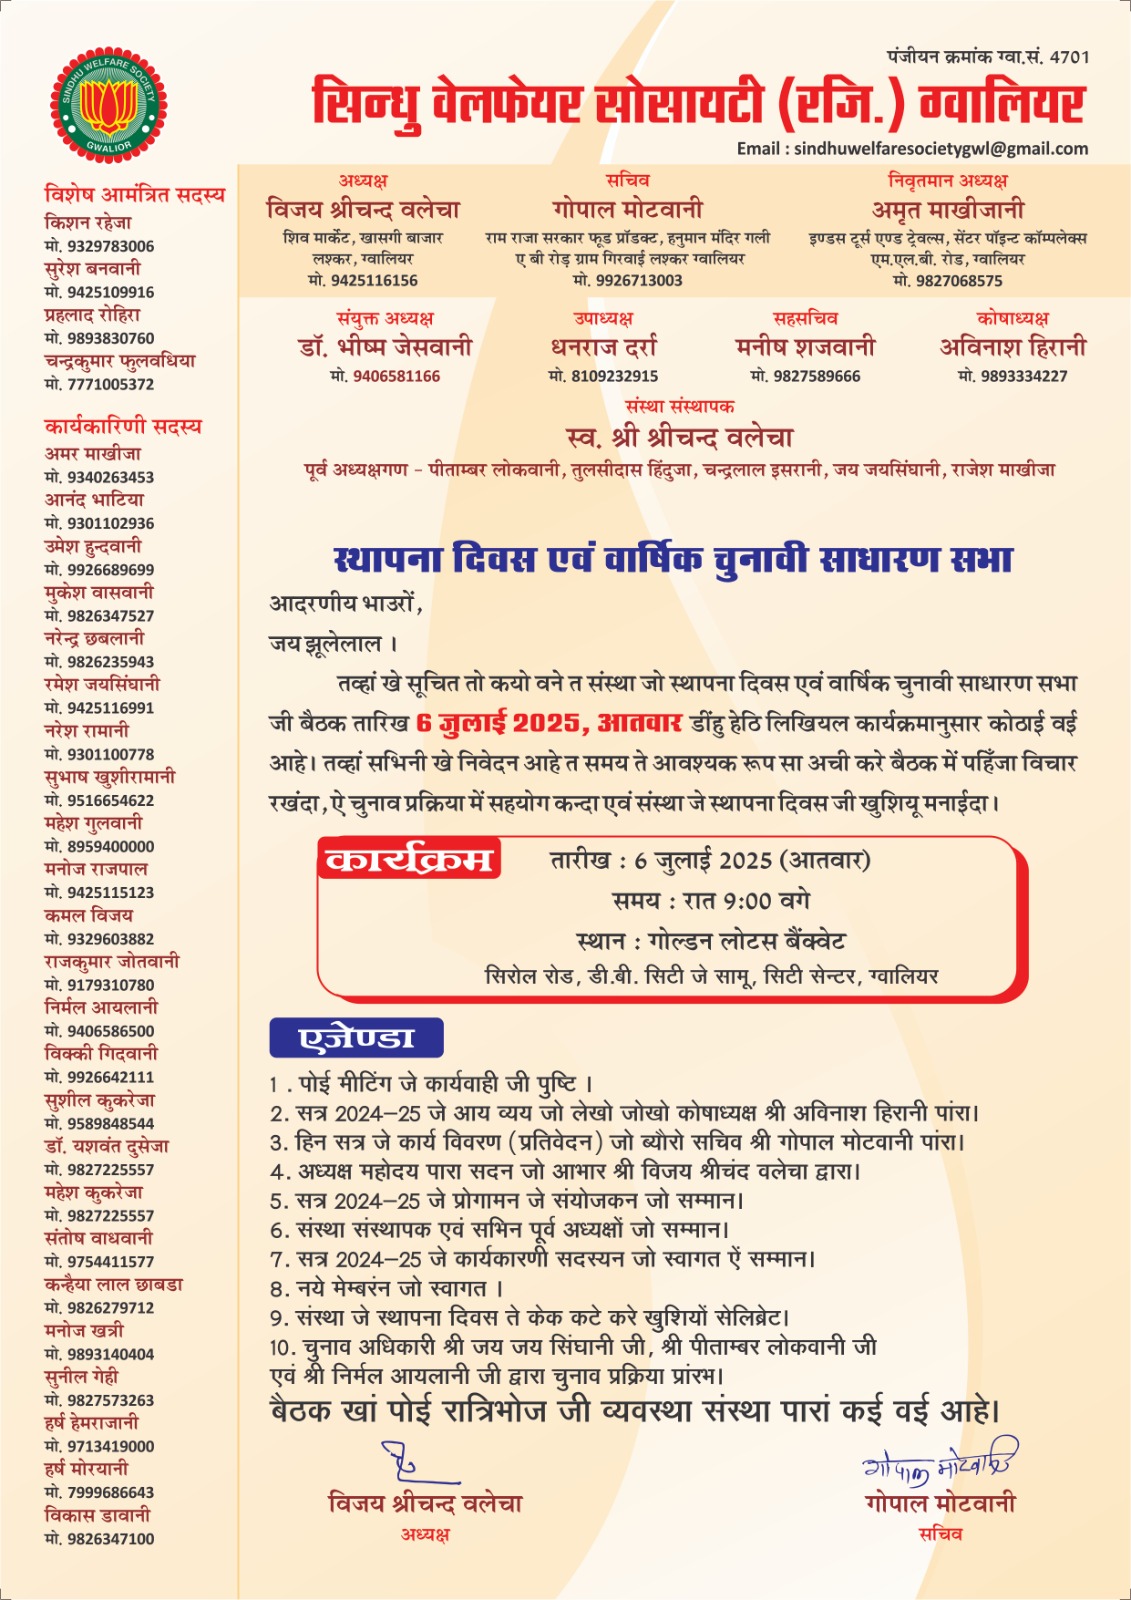 पंजीयन क्रमांक ग्वा.सं. 4701
SINDHU WELFARE SOCIETY
GWALIOR
सिन्धु वेलफेयर सोसायटी (रजि.) ग्वालियर
Email : sindhuwelfaresocietygwl@gmail.com
विशेष आमंत्रित सदस्य
किशन रहेजा
मो. 9329783006
सुरेश बनवानी
मो. 9425109916
प्रहलाद रोहिरा
मो. 9893830760
चन्द्रकुमार फुलवधिया
मो. 7771005372
कार्यकारिणी सदस्य
अमर माखीजा
मो. 9340263453
आनंद भाटिया
मो. 9301102936
उमेश हुन्दवानी
मो. 9926689699
मुकेश वासवानी
मो. 9826347527
नरेन्द्र छबलानी
मो. 9826235943
रमेश जयसिंघानी
मो. 9425116991
नरेश रामानी
मो. 9301100778
सुभाष खुशीरामानी
मो. 9516654622
महेश गुलवानी
मो. 8959400000
मनोज राजपाल
मो. 9425115123
कमल विजय
मो. 9329603882
राजकुमार जोतवानी
मो. 9179310780
निर्मल आयलानी
मो. 9406586500
विक्की गिदवानी
मो. 9926642111
सुशील कुकरेजा
मो. 9589848544
डॉ. यशवंत दुसेजा
मो. 9827225557
महेश कुकरेजा
मो. 9827225557
संतोष वाधवानी
मो. 9754411577
कन्हैया लाल छाबडा
मो. 9826279712
मनोज खत्री
मो. 9893140404
सुनील गेही
मो. 9827573263
हर्ष हेमराजानी
मो. 9713419000
हर्ष मोरयानी
मो. 7999686643
विकास डावानी
मो. 9826347100
अध्यक्ष
विजय श्रीचन्द वलेचा
शिव मार्केट, खासगी बाजार
लश्कर, ग्वालियर
मो. 9425116156
सचिव
गोपाल मोटवानी
राम राजा सरकार फूड प्रॉडक्ट, हनुमान मंदिर गली
ए बी रोड़ ग्राम गिरवाई लश्कर ग्वालियर
मो. 9926713003
निवृतमान अध्यक्ष
अमृत माखीजानी
इण्डस टूर्स एण्ड ट्रेवल्स, सेंटर पॉइन्ट कॉम्पलेक्स
एम.एल.बी. रोड, ग्वालियर
मो. 9827068575
संयुक्त अध्यक्ष
डॉ. भीष्म जेसवानी
मो. 9406581166
उपाध्यक्ष
धनराज दर्रा
मो. 8109232915
सहसचिव
मनीष शजवानी
मो. 9827589666
कोषाध्यक्ष
अविनाश हिरानी
मो. 9893334227
संस्था संस्थापक
स्व. श्री श्रीचन्द वलेचा
पूर्व अध्यक्षगण - पीताम्बर लोकवानी, तुलसीदास हिंदुजा, चन्द्रलाल इसरानी, जय जयसिंघानी, राजेश माखीजा
स्थापना दिवस एवं वार्षिक चुनावी साधारण सभा
आदरणीय भाउरों,
जय झूलेलाल ।
तव्हां खे सूचित तो कयो वने त संस्था जो स्थापना दिवस एवं वार्षिक चुनावी साधारण सभा
जी बैठक तारिख 6 जुलाई 2025, आतवार डींहु हेठि लिखियल कार्यक्रमानुसार कोठाई वई
आहे। तव्हां सभिनी खे निवेदन आहे त समय ते आवश्यक रूप सा अची करे बैठक में पहिँजा विचार
रखंदा, ऐ चुनाव प्रक्रिया में सहयोग कन्दा एवं संस्था जे स्थापना दिवस जी खुशियू मनाईदा।
कार्यक्रम
तारीख : 6 जुलाई 2025 (आतवार)
समय : रात 9:00 वगे
स्थान : गोल्डन लोटस बैंक्वेट
सिरोल रोड, डी.बी. सिटी जे सामू, सिटी सेन्टर, ग्वालियर
एजेण्डा
1 . पोई मीटिंग जे कार्यवाही जी पुष्टि ।
2. सत्र 2024–25 जे आय व्यय जो लेखो जोखो कोषाध्यक्ष श्री अविनाश हिरानी पांरा।
3. हिन सत्र जे कार्य विवरण (प्रतिवेदन) जो ब्यौरो सचिव श्री गोपाल मोटवानी पांरा।
4. अध्यक्ष महोदय पारा सदन जो आभार श्री विजय श्रीचंद वलेचा द्वारा।
5. सत्र 2024–25 जे प्रोगामन जे संयोजकन जो सम्मान।
6. संस्था संस्थापक एवं सभिन पूर्व अध्यक्षों जो सम्मान।
7. सत्र 2024–25 जे कार्यकारणी सदस्यन जो स्वागत ऐं सम्मान।
8. नये मेम्बरंन जो स्वागत ।
9. संस्था जे स्थापना दिवस ते केक कटे करे खुशियों सेलिब्रेट।
10. चुनाव अधिकारी श्री जय जय सिंघानी जी, श्री पीताम्बर लोकवानी जी
एवं श्री निर्मल आयलानी जी द्वारा चुनाव प्रक्रिया प्रांरभ।
बैठक खां पोई रात्रिभोज जी व्यवस्था संस्था पारां कई वई आहे।
गोपाल मोटवानी
विजय श्रीचन्द वलेचा
अध्यक्ष
गोपाल मोटवानी
सचिव